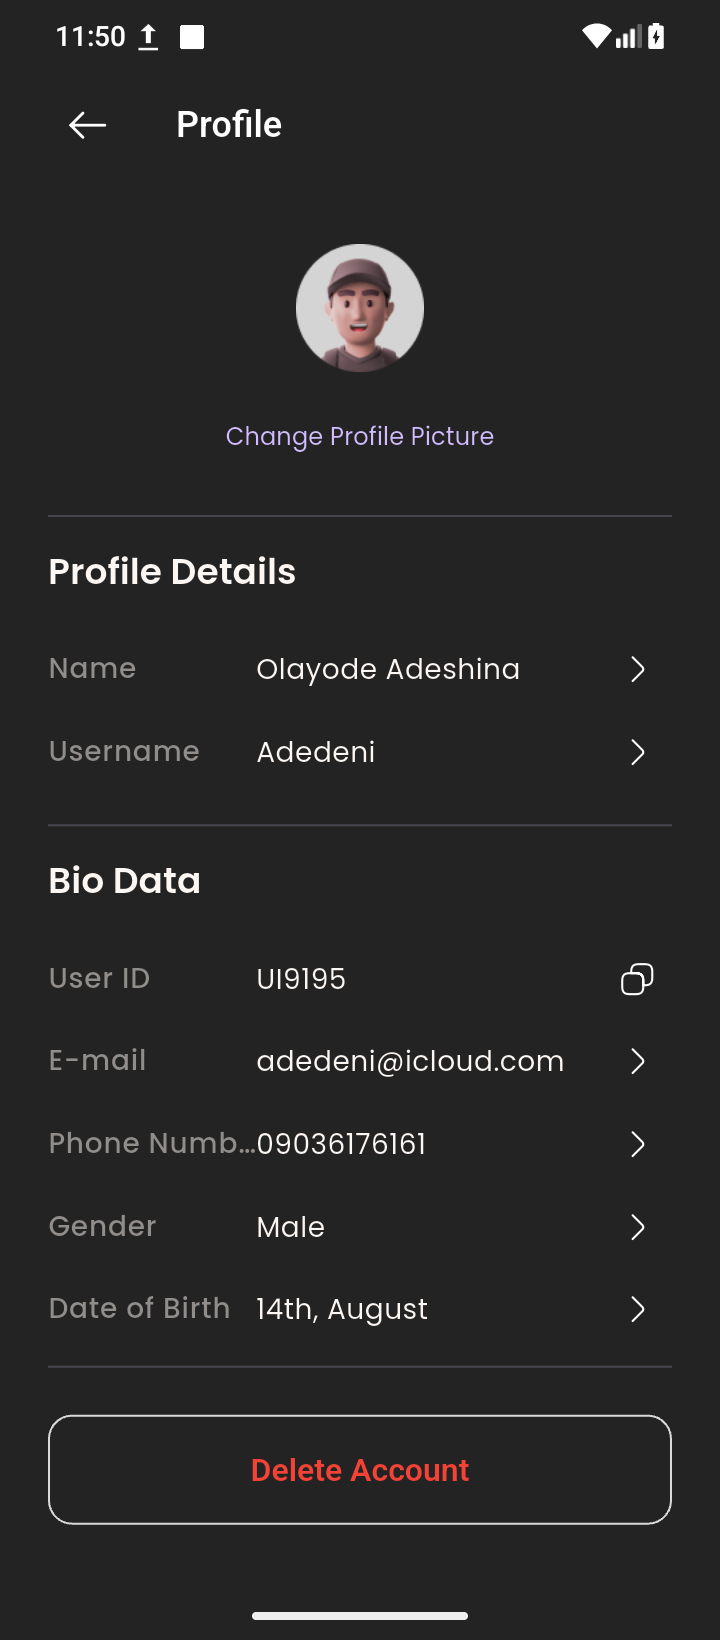 11:50
Profile
Change Profile Picture
Profile Details
Name Olayode Adeshina
Username Adedeni
Bio Data
User ID UI9195
E-mail adedeni@icloud.com
Phone Numb...09036176161
Gender Male
Date of Birth 14th, August
Delete Account